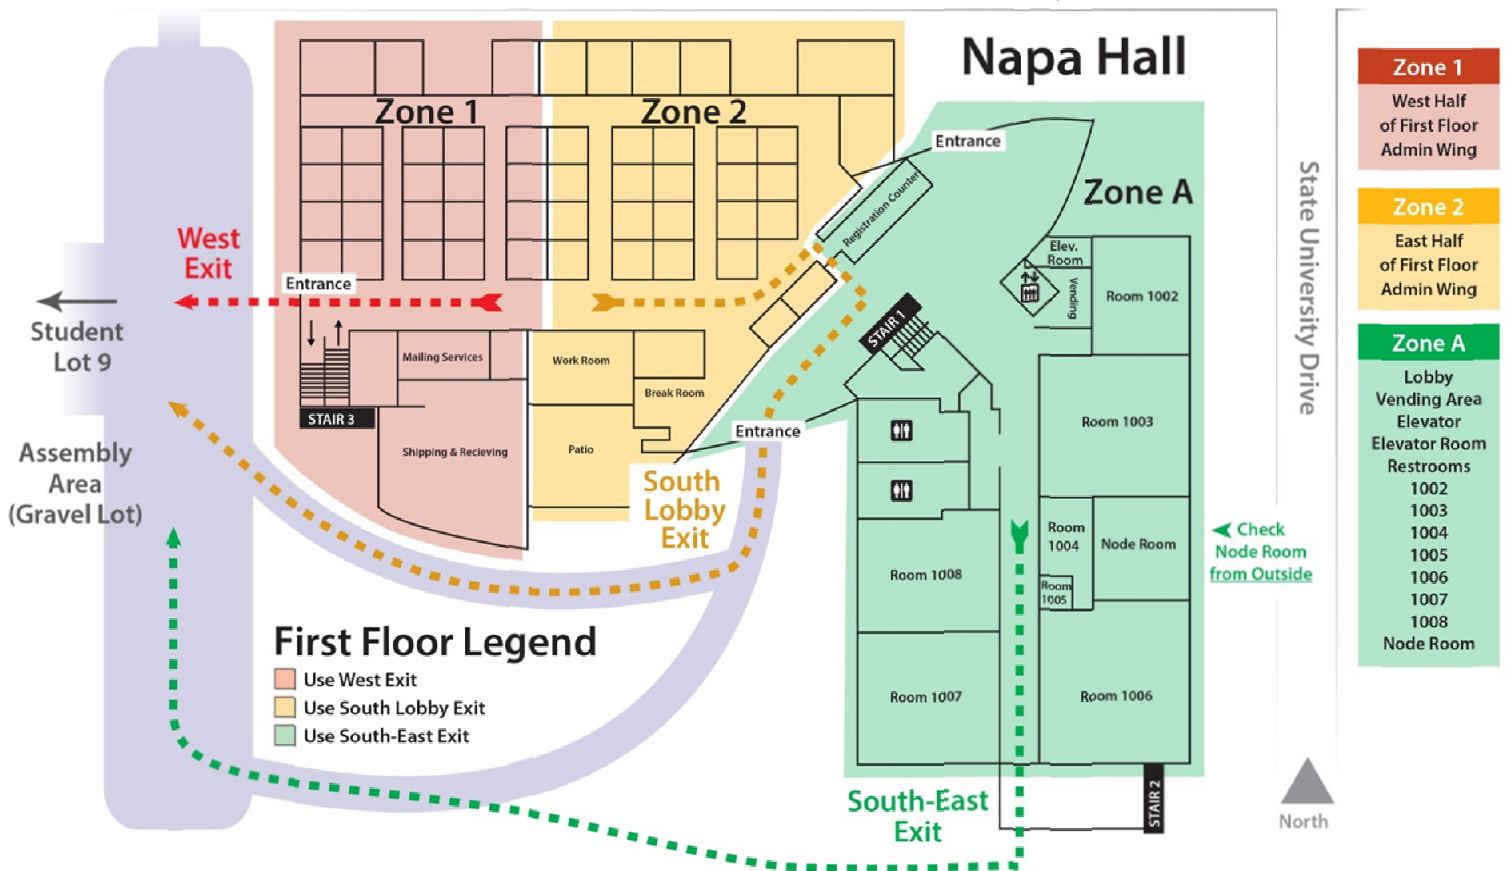 Napa Hall
Zone 1
Zone 2
Entrance
Registration Counter
Zone A
West
Exit
Entrance
Elev.
Room
Vending
Room 1002
STAIR 1
Student
Lot 9
Mailing Services
Work Room
Break Room
STAIR 3
Shipping & Recieving
Patio
Entrance
Room 1003
Assembly
Area
(Gravel Lot)
South
Lobby
Exit
Room
1004
Node Room
Room
1005
Room 1008
Check
Node Room
from Outside
First Floor Legend
Use West Exit
Use South Lobby Exit
Use South-East Exit
Room 1007
Room 1006
South-East
Exit
STAIR 2
North
State University Drive
Zone 1
West Half
of First Floor
Admin Wing
Zone 2
East Half
of First Floor
Admin Wing
Zone A
Lobby
Vending Area
Elevator
Elevator Room
Restrooms
1002
1003
1004
1005
1006
1007
1008
Node Room